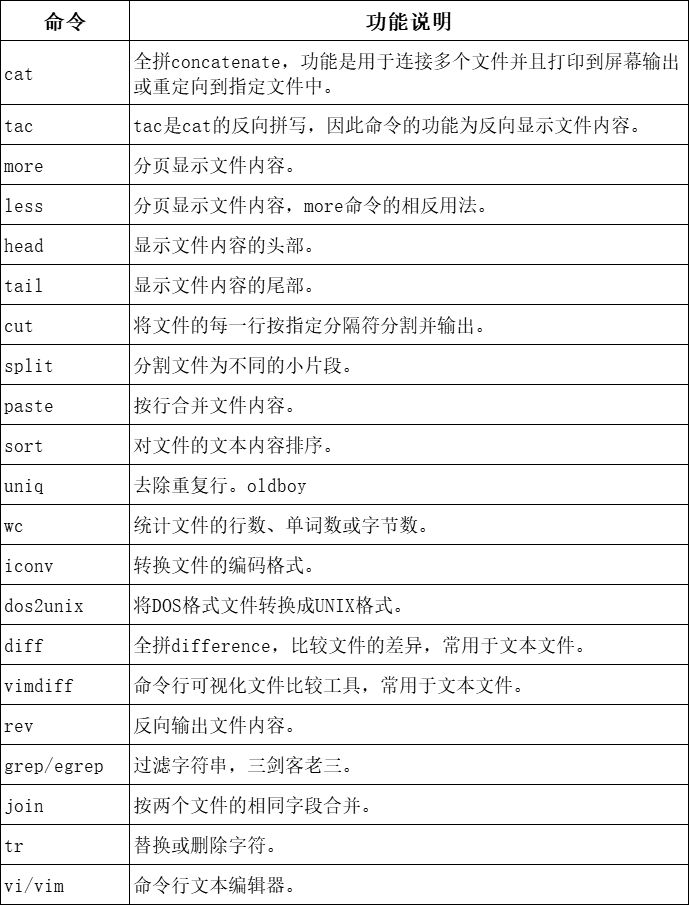 命令 功能说明
cat 全拼concatenate，功能是用于连接多个文件并且打印到屏幕输出
或重定向到指定文件中。
tac tac是cat的反向拼写，因此命令的功能为反向显示文件内容。
more 分页显示文件内容。
less 分页显示文件内容，more命令的相反用法。
head 显示文件内容的头部。
tail 显示文件内容的尾部。
cut 将文件的每一行按指定分隔符分割并输出。
split 分割文件为不同的小片段。
paste 按行合并文件内容。
sort 对文件的文本内容排序。
uniq 去除重复行。oldboy
wc 统计文件的行数、单词数或字节数。
iconv 转换文件的编码格式。
dos2unix 将DOS格式文件转换成UNIX格式。
diff 全拼difference，比较文件的差异，常用于文本文件。
vimdiff 命令行可视化文件比较工具，常用于文本文件。
rev 反向输出文件内容。
grep/egrep 过滤字符串，三剑客老三。
join 按两个文件的相同字段合并。
tr 替换或删除字符。
vi/vim 命令行文本编辑器。